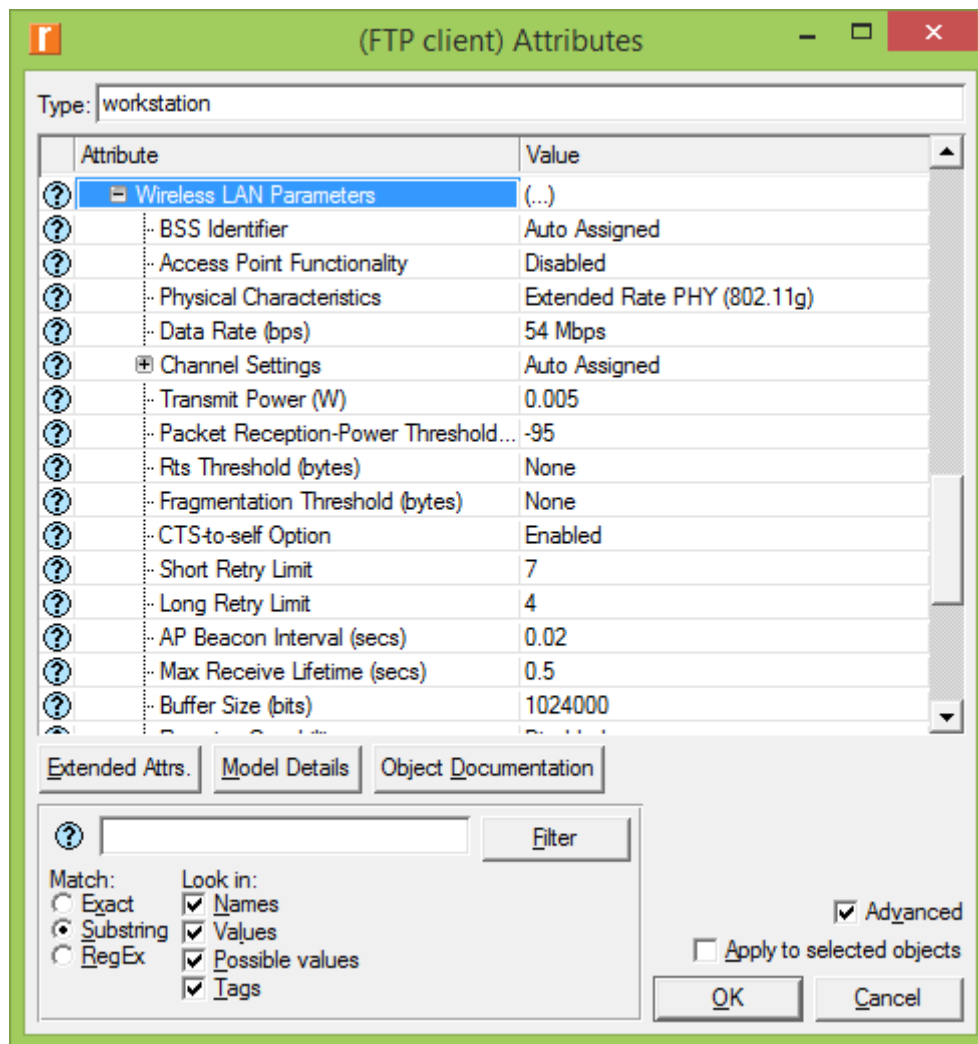 (FTP client) Attributes
Type: workstation
Attribute Value
Wireless LAN Parameters (...)
BSS Identifier Auto Assigned
Access Point Functionality Disabled
Physical Characteristics Extended Rate PHY (802.11g)
Data Rate (bps) 54 Mbps
Channel Settings Auto Assigned
Transmit Power (W) 0.005
Packet Reception-Power Threshold... -95
Rts Threshold (bytes) None
Fragmentation Threshold (bytes) None
CTS-to-self Option Enabled
Short Retry Limit 7
Long Retry Limit 4
AP Beacon Interval (secs) 0.02
Max Receive Lifetime (secs) 0.5
Buffer Size (bits) 1024000
Extended Attrs. Model Details Object Documentation
Filter
Match: Look in:
Exact Names
Substring Values
RegEx Possible values
Tags
Advanced
Apply to selected objects
OK Cancel